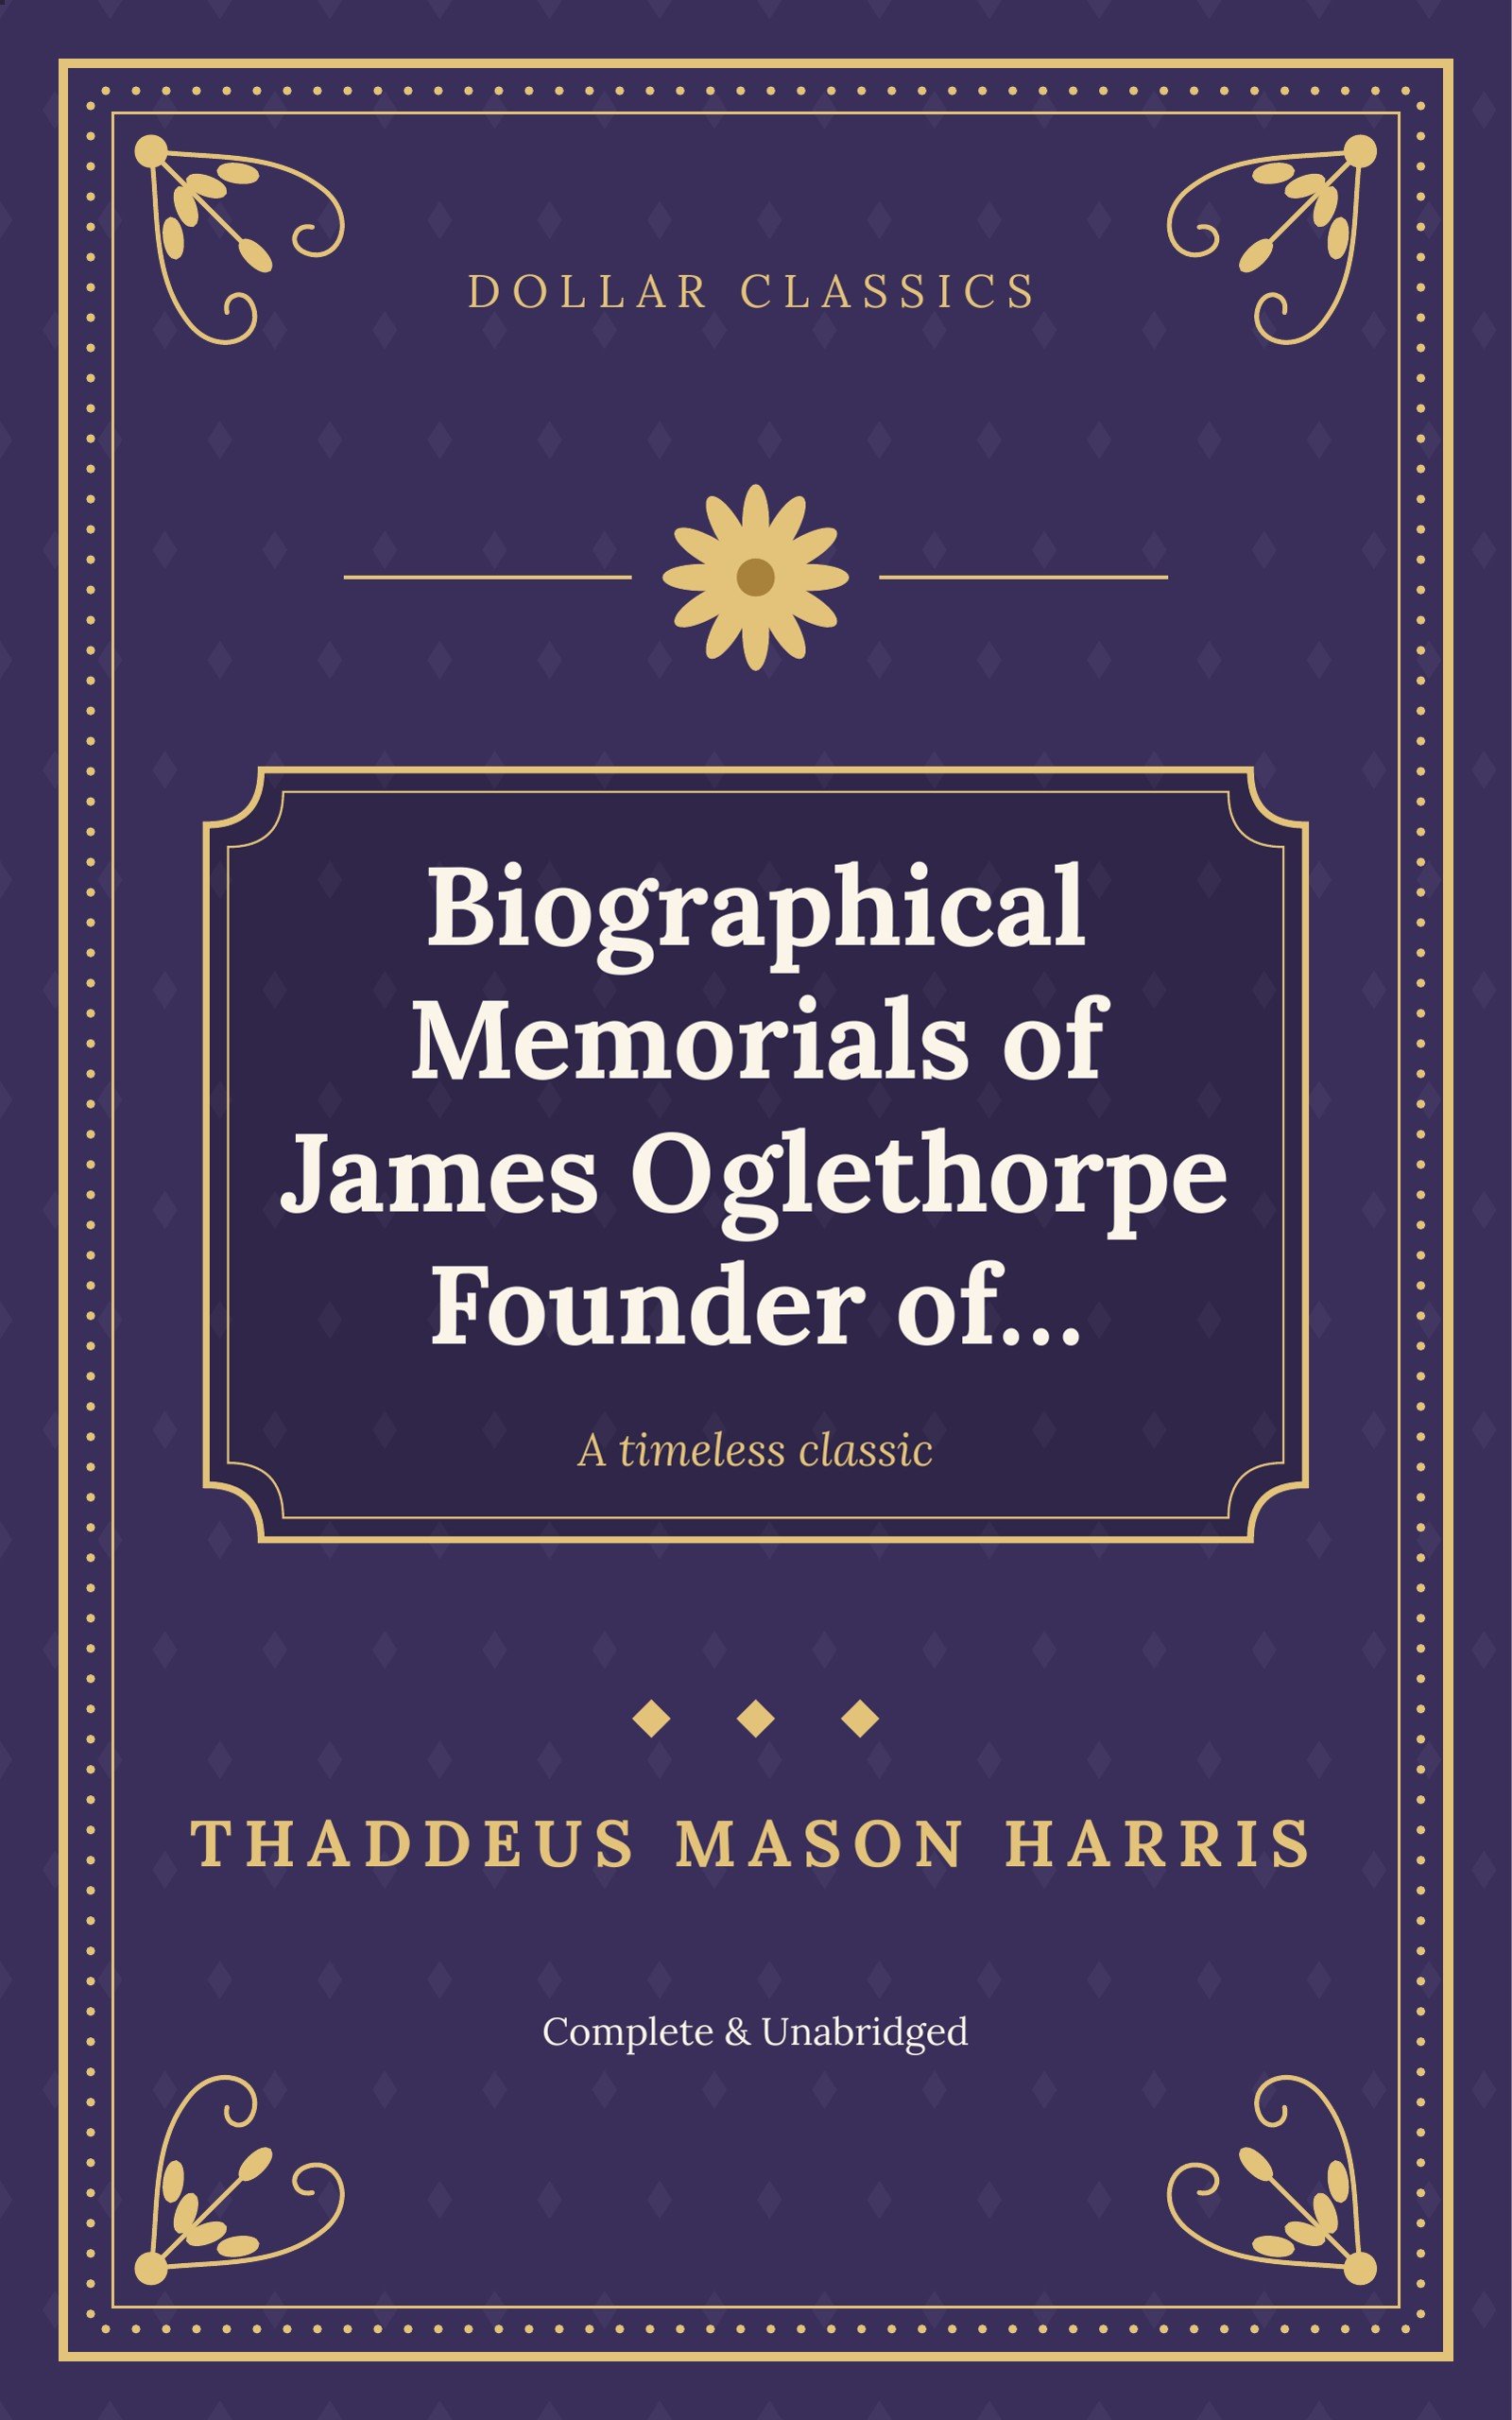 DOLLAR CLASSICS
Biographical
Memorials of
James Oglethorpe
Founder of...
A timeless classic
THADDEUS MASON HARRIS
Complete & Unabridged